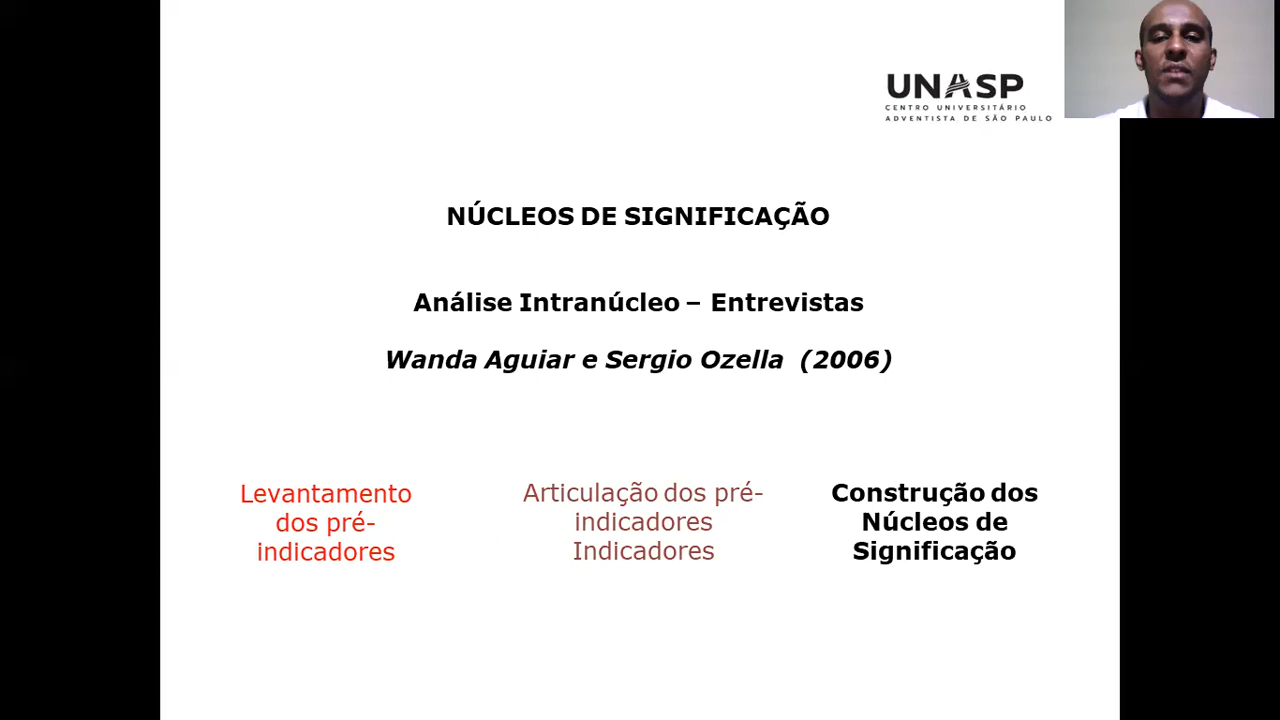 UNASP
CENTRO UNIVERSITÁRIO
ADVENTISTA DE SÃO PAULO
NÚCLEOS DE SIGNIFICAÇÃO
Análise Intranúcleo – Entrevistas
Wanda Aguiar e Sergio Ozella (2006)
Levantamento
dos pré-
indicadores
Articulação dos pré-
indicadores
Indicadores
Construção dos
Núcleos de
Significação